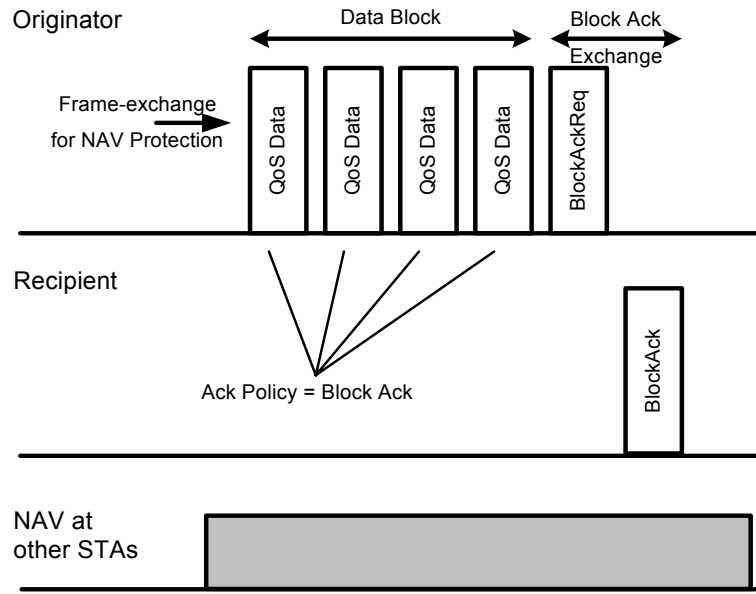 Originator
Data Block
Block Ack
Exchange
Frame-exchange
for NAV Protection
QoS Data
QoS Data
QoS Data
QoS Data
BlockAckReq
Recipient
Ack Policy = Block Ack
BlockAck
NAV at
other STAs